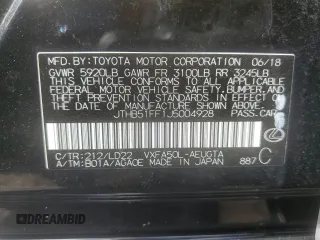 MFD. BY: TOYOTA MOTOR CORPORATION 06/18
GVWR 5920LB GAWR FR 3100LB RR 3245LB
THIS VEHICLE CONFORMS TO ALL APPLICABLE
FEDERAL MOTOR VEHICLE SAFETY, BUMPER,
AND THEFT PREVENTION STANDARDS IN EFFECT
ON THE DATE OF MANUFACTURE SHOWN ABOVE.
JTHB51FF1J5004928 PASS.CAR
C/TR: 212/LD22 VXFA50L-AEUGTA
A/TM: B01A/AGA0E MADE IN JAPAN 887 C